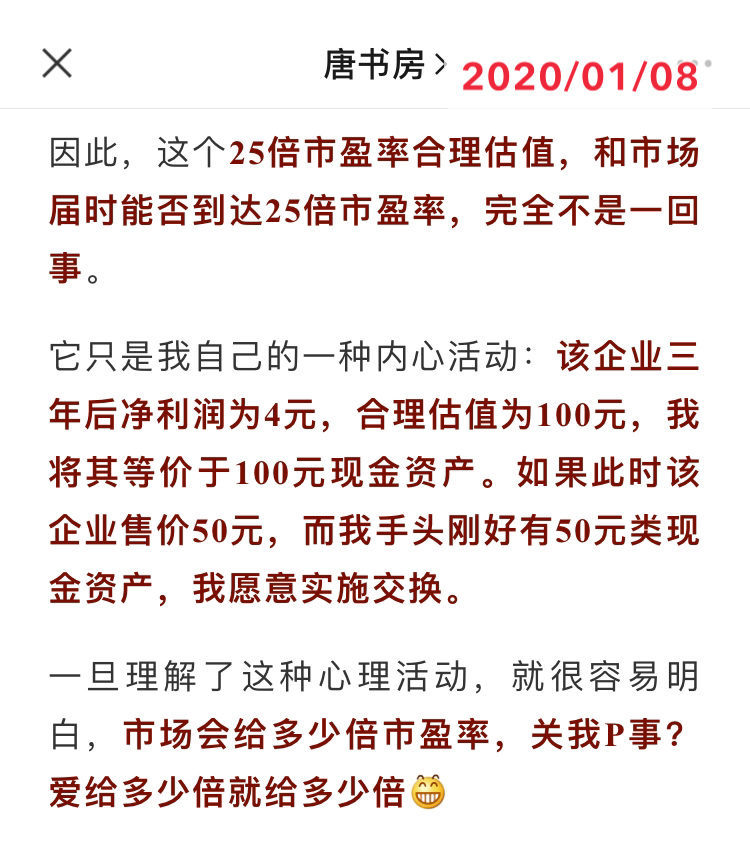 唐书房
2020/01/08
因此，这个25倍市盈率合理估值，和市场
届时能否到达25倍市盈率，完全不是一回
事。
它只是我自己的一种内心活动：该企业三
年后净利润为4元，合理估值为100元，我
将其等价于100元现金资产。如果此时该
企业售价50元，而我手头刚好有50元类现
金资产，我愿意实施交换。
一旦理解了这种心理活动，就很容易明
白，市场会给多少倍市盈率，关我P事？
爱给多少倍就给多少倍😁